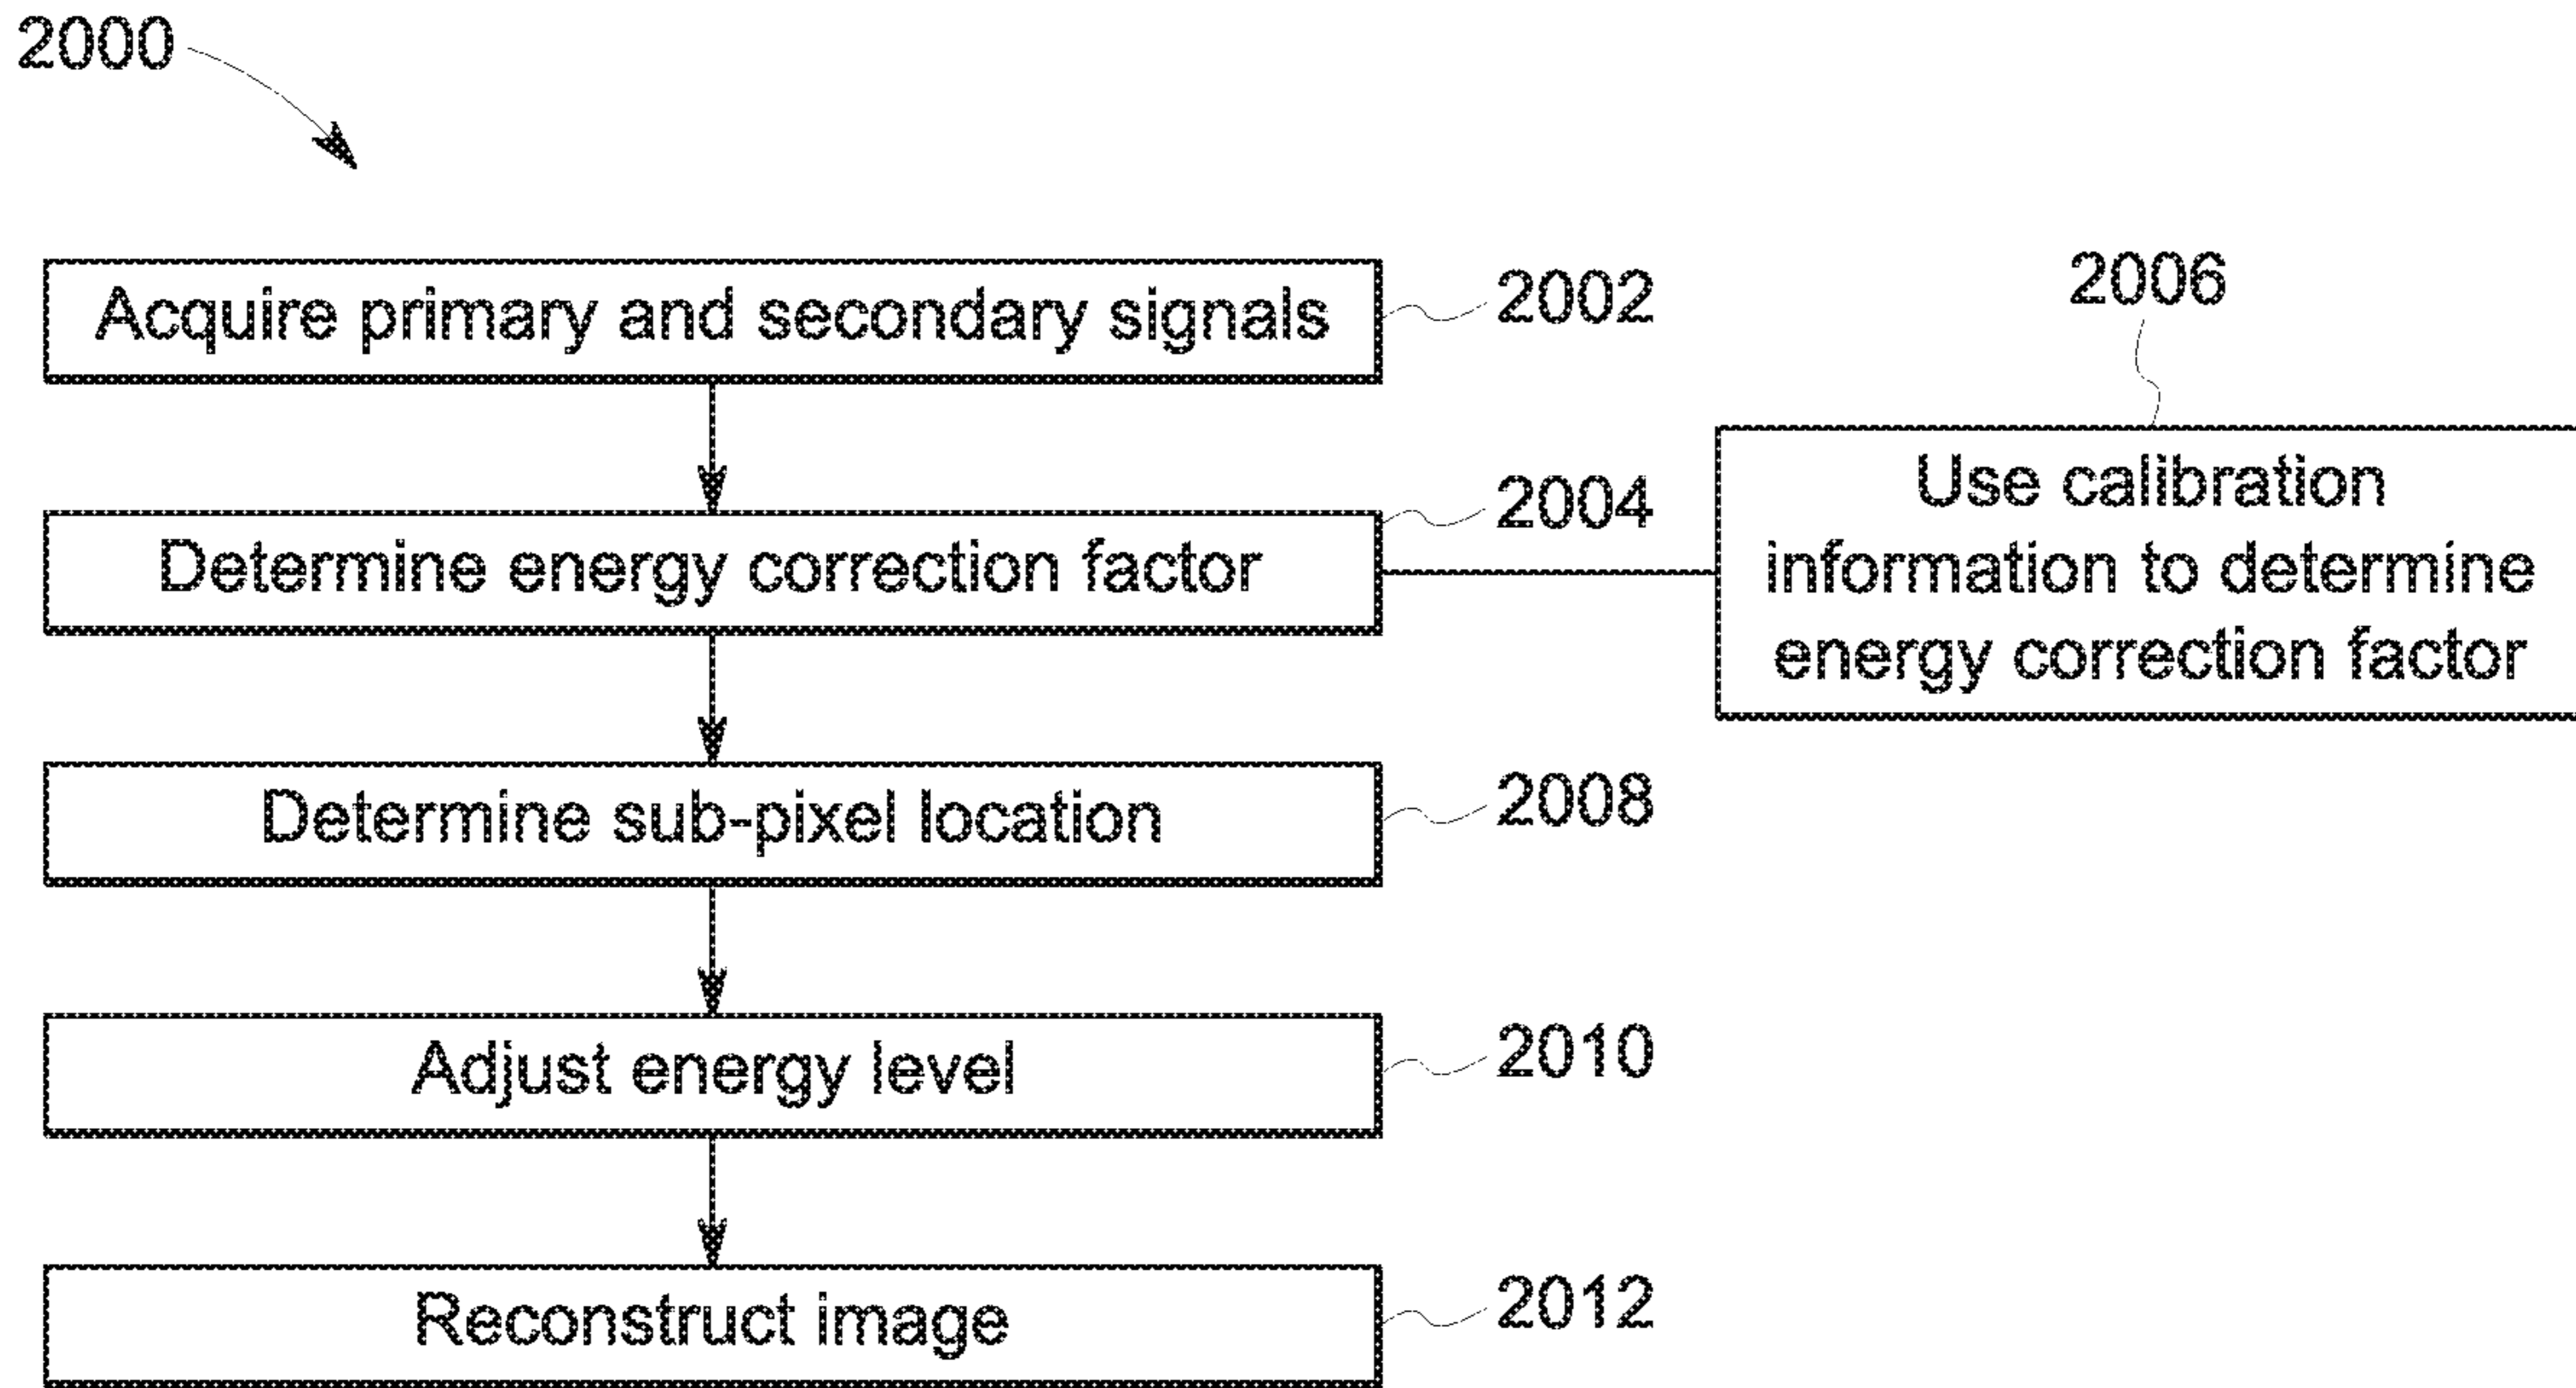 2000
Acquire primary and secondary signals
2002
2006
Determine energy correction factor
2004
Use calibration
information to determine
energy correction factor
Determine sub-pixel location
2008
Adjust energy level
2010
Reconstruct image
2012